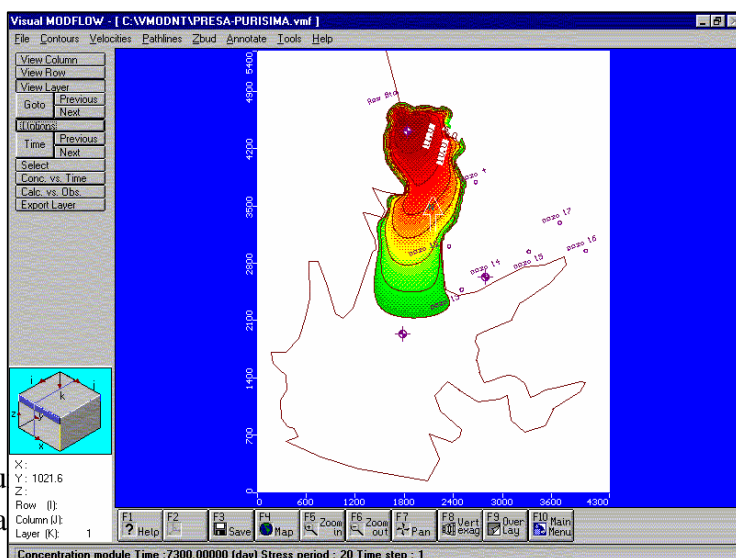 Visual MODFLOW - [ C:\VMODNT\PRESA-PURISIMA.vmf ]
File Contours Velocities Pathlines Zbud Annotate Tools Help
View Column
View Row
View Layer
Goto
Previous
Next
Options
Time
Previous
Next
Select
Conc. vs. Time
Calc. vs. Obs.
Export Layer
5400
4900
4200
3500
2800
2100
1400
700
0
0 600 1200 1800 2400 3000 3600 4300
pozo 4
pozo 17
pozo 16
pozo 15
pozo 14
pozo 13
X :
Y : 1021.6
Z :
Row (I):
Column (J):
Layer (K): 1
i
j
k
z
y
x
F1 ? Help
F2
F3 Save
F4 Map
F5 Zoom in
F6 Zoom out
F7 Pan
F8 Vert exag
F9 Over Lay
F10 Main Menu
Concentration module Time :7300.00000 (day) Stress period : 20 Time step : 1